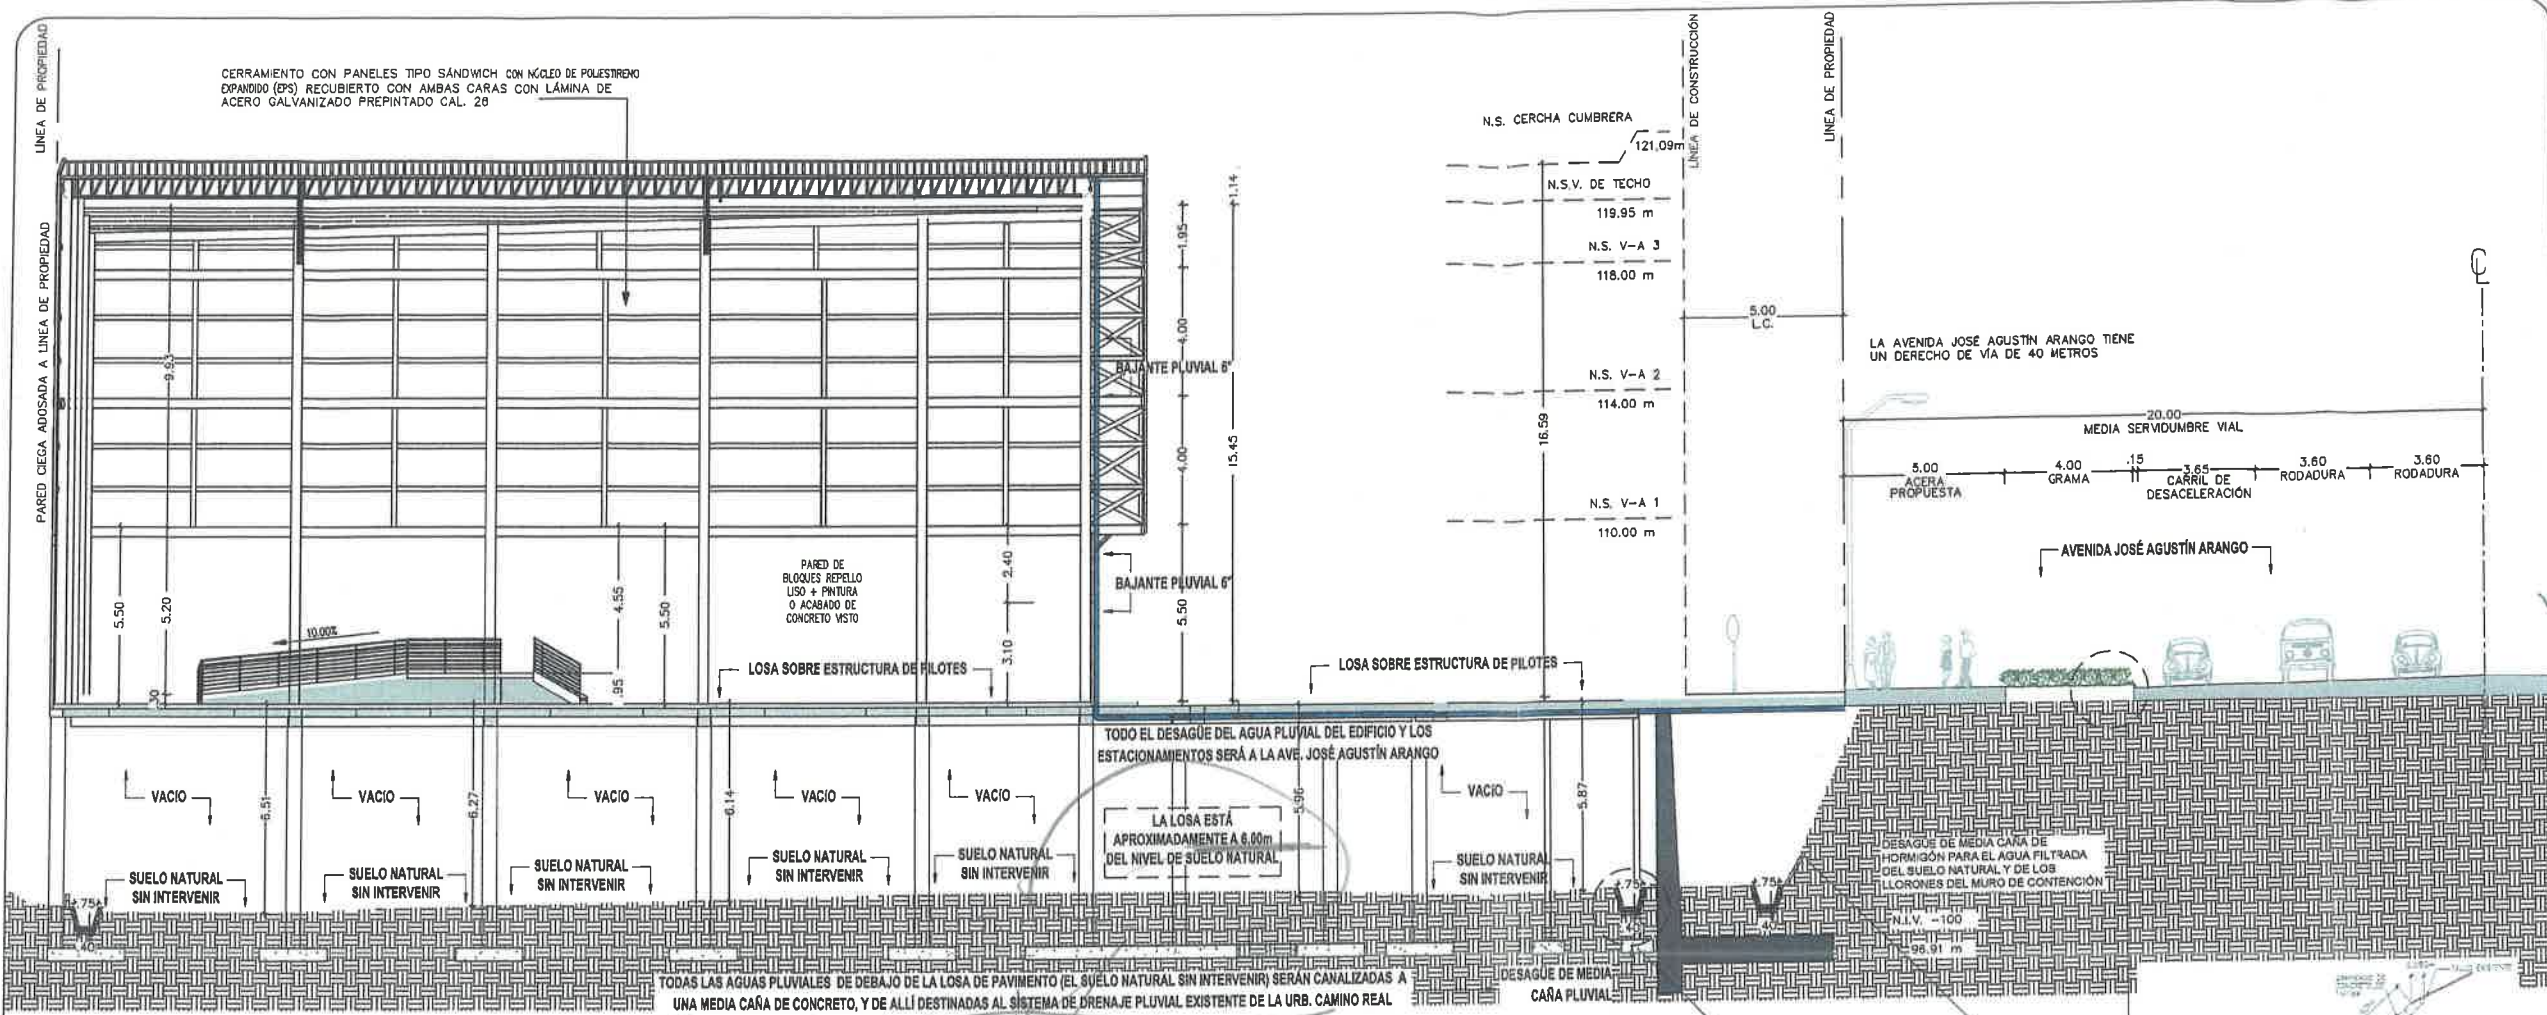 LÍNEA DE PROPIEDAD
PARED CIEGA ADOSADA A LINEA DE PROPIEDAD
CERRAMIENTO CON PANELES TIPO SÁNDWICH CON NÚCLEO DE POLIESTIRENO
EXPANDIDO (EPS) RECUBIERTO CON AMBAS CARAS CON LÁMINA DE
ACERO GALVANIZADO PREPINTADO CAL. 26
N.S. CERCHA CUMBRERA
121.09m
N.S.V. DE TECHO
119.95 m
N.S. V-A 3
118.00 m
N.S. V-A 2
114.00 m
N.S. V-A 1
110.00 m
LÍNEA DE CONSTRUCCIÓN
LÍNEA DE PROPIEDAD
5.00
L.C.
LA AVENIDA JOSÉ AGUSTÍN ARANGO TIENE
UN DERECHO DE VÍA DE 40 METROS
20.00
MEDIA SERVIDUMBRE VIAL
5.00
ACERA
PROPUESTA
4.00
GRAMA
.15
3.65
CARRIL DE
DESACELERACIÓN
3.60
RODADURA
3.60
RODADURA
AVENIDA JOSÉ AGUSTÍN ARANGO
1.14
1.95
4.00
4.00
15.45
16.59
5.50
9.93
BAJANTE PLUVIAL 6"
BAJANTE PLUVIAL 6"
5.50
5.20
.30
10.00%
4.55
.95
5.50
PARED DE
BLOQUES REPELLO
LISO + PINTURA
O ACABADO DE
CONCRETO VISTO
2.40
3.10
LOSA SOBRE ESTRUCTURA DE PILOTES
LOSA SOBRE ESTRUCTURA DE PILOTES
TODO EL DESAGÜE DEL AGUA PLUVIAL DEL EDIFICIO Y LOS
ESTACIONAMIENTOS SERÁ A LA AVE. JOSÉ AGUSTÍN ARANGO
VACIO
6.51
VACIO
6.27
VACIO
6.14
VACIO
VACIO
5.96
VACIO
5.87
LA LOSA ESTÁ
APROXIMADAMENTE A 6.00m
DEL NIVEL DE SUELO NATURAL
SUELO NATURAL
SIN INTERVENIR
SUELO NATURAL
SIN INTERVENIR
SUELO NATURAL
SIN INTERVENIR
SUELO NATURAL
SIN INTERVENIR
SUELO NATURAL
SIN INTERVENIR
SUELO NATURAL
SIN INTERVENIR
.75
.40
.75
.40
.75
.40
DESAGÜE DE MEDIA CAÑA DE
HORMIGÓN PARA EL AGUA FILTRADA
DEL SUELO NATURAL Y DE LOS
LLORONES DEL MURO DE CONTENCIÓN
N.I.V. -100
96.91 m
TODAS LAS AGUAS PLUVIALES DE DEBAJO DE LA LOSA DE PAVIMENTO (EL SUELO NATURAL SIN INTERVENIR) SERÁN CANALIZADAS A
UNA MEDIA CAÑA DE CONCRETO, Y DE ALLÍ DESTINADAS AL SISTEMA DE DRENAJE PLUVIAL EXISTENTE DE LA URB. CAMINO REAL
DESAGÜE DE MEDIA
CAÑA PLUVIAL